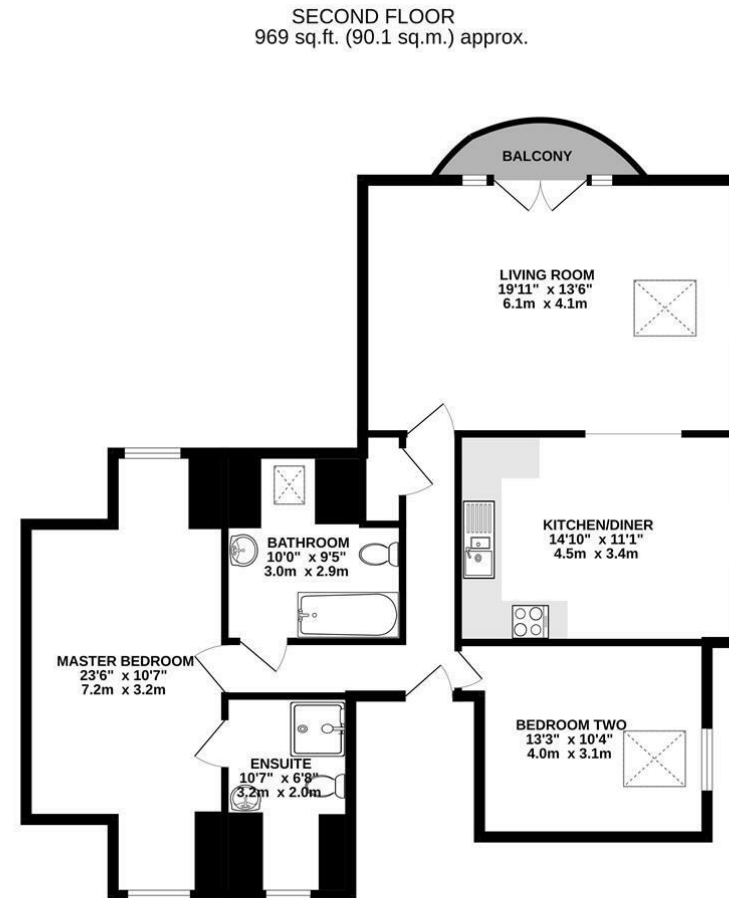 SECOND FLOOR
969 sq.ft. (90.1 sq.m.) approx.
BALCONY
LIVING ROOM
19'11" x 13'6"
6.1m x 4.1m
KITCHEN/DINER
14'10" x 11'1"
4.5m x 3.4m
BATHROOM
10'0" x 9'5"
3.0m x 2.9m
MASTER BEDROOM
23'6" x 10'7"
7.2m x 3.2m
BEDROOM TWO
13'3" x 10'4"
4.0m x 3.1m
ENSUITE
10'7" x 6'8"
3.2m x 2.0m